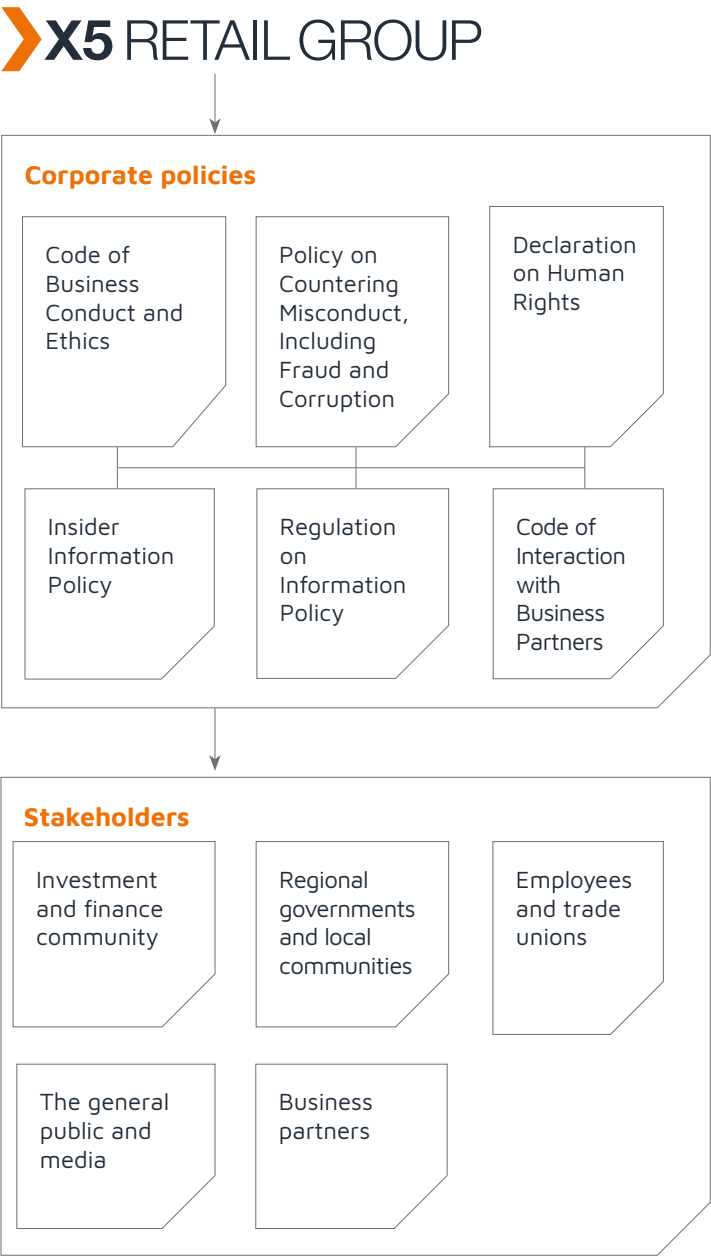 X5 RETAIL GROUP
Corporate policies
Code of
Business
Conduct and
Ethics
Policy on
Countering
Misconduct,
Including
Fraud and
Corruption
Declaration
on Human
Rights
Insider
Information
Policy
Regulation
on
Information
Policy
Code of
Interaction
with
Business
Partners
Stakeholders
Investment
and finance
community
Regional
governments
and local
communities
Employees
and trade
unions
The general
public and
media
Business
partners